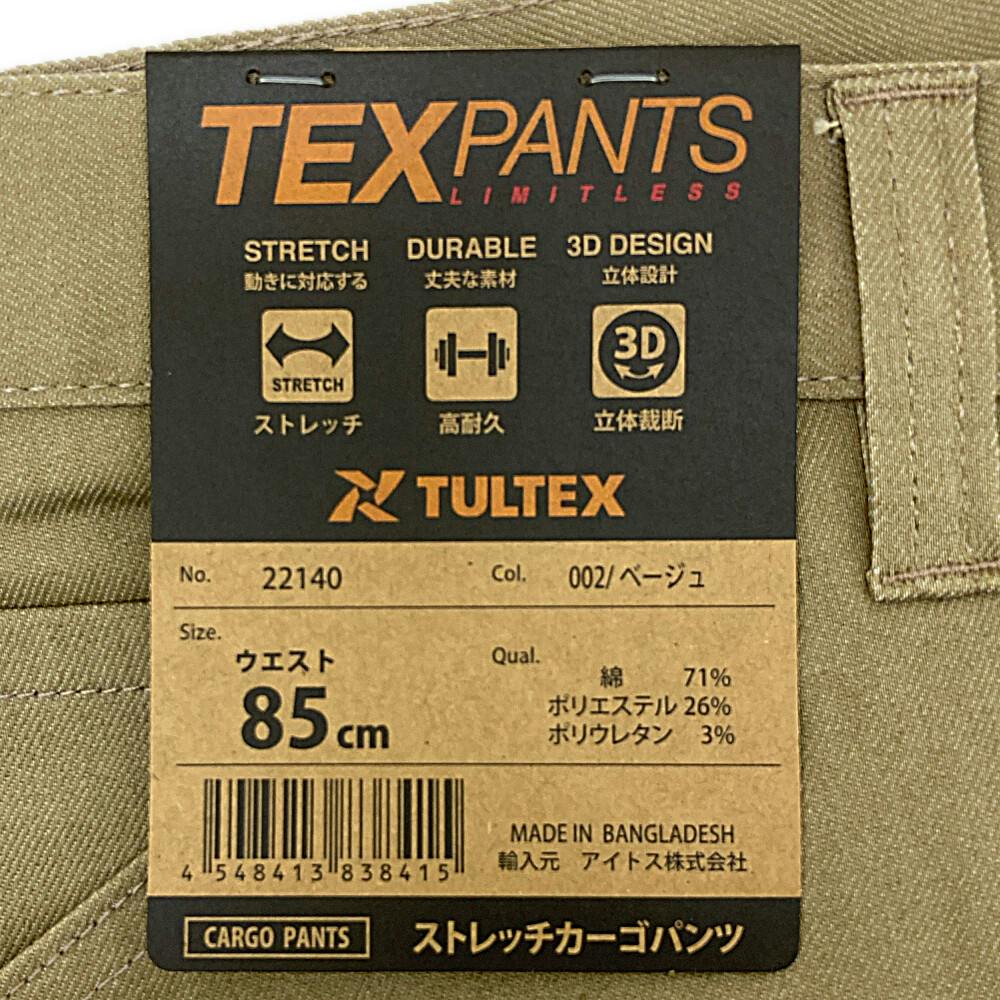 TEXPANTS
LIMITLESS
STRETCH DURABLE 3D DESIGN
動きに対応する 丈夫な素材 立体設計
STRETCH 3D
ストレッチ 高耐久 立体裁断
TULTEX
No. 22140 Col. 002/ベージュ
Size. ウエスト
85cm
Qual.
綿 71%
ポリエステル 26%
ポリウレタン 3%
4 548413 838415
MADE IN BANGLADESH
輸入元 アイトス株式会社
CARGO PANTS ストレッチカーゴパンツ